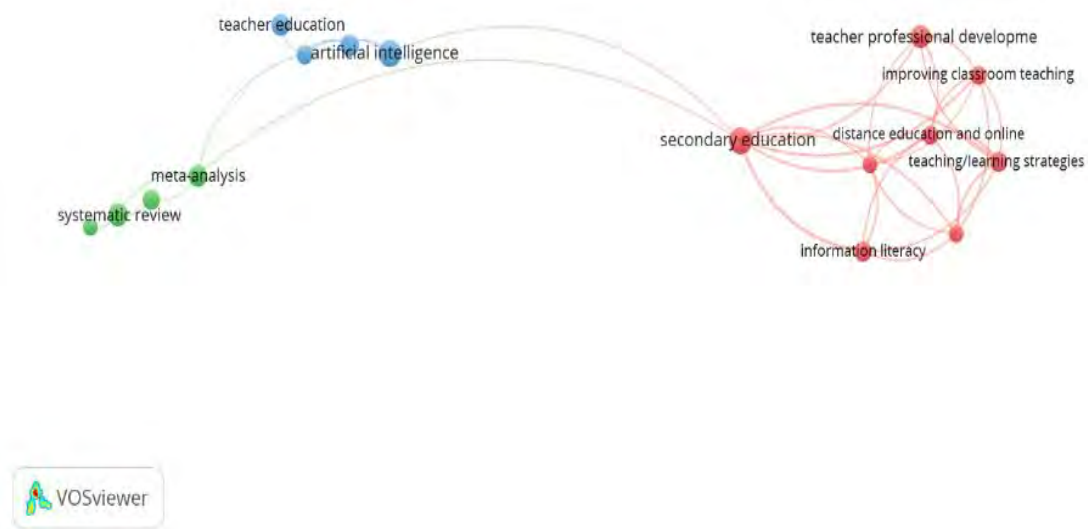 teacher education
artificial intelligence
teacher professional developme
improving classroom teaching
secondary education
distance education and online
teaching/learning strategies
meta-analysis
systematic review
information literacy
VOSviewer